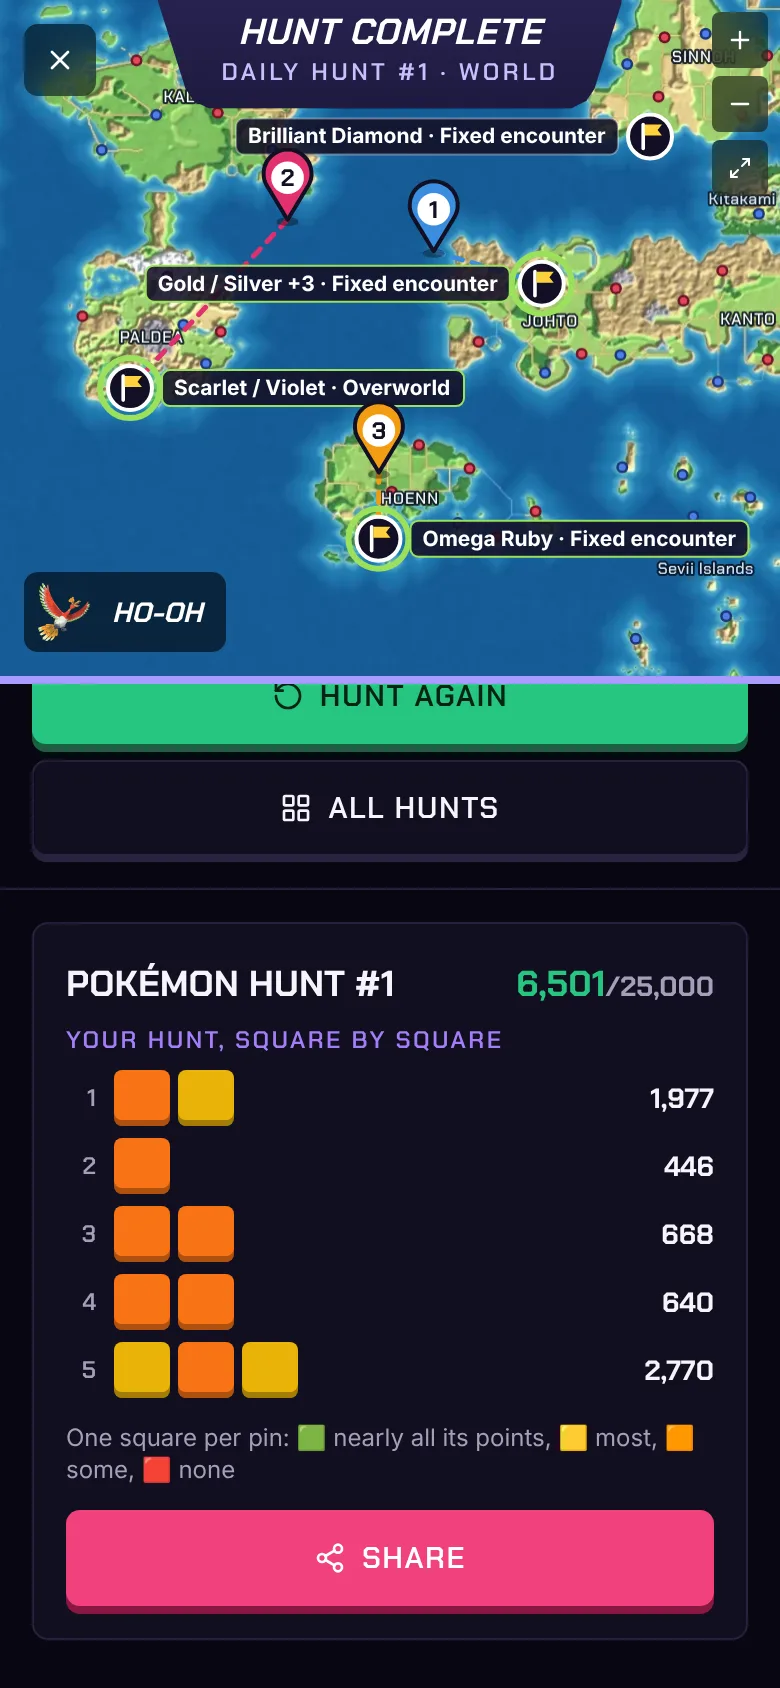 HUNT COMPLETE
DAILY HUNT #1 · WORLD
SINNOH
KAL
Brilliant Diamond · Fixed encounter
2
1
Kitakami
Gold / Silver +3 · Fixed encounter
JOHTO
KANTO
PALDEA
Scarlet / Violet · Overworld
3
HOENN
Omega Ruby · Fixed encounter
Sevii Islands
HO-OH
HUNT AGAIN
ALL HUNTS
POKÉMON HUNT #1 6,501/25,000
YOUR HUNT, SQUARE BY SQUARE
1 1,977
2 446
3 668
4 640
5 2,770
One square per pin: 🟩 nearly all its points, 🟨 most, 🟧
some, 🟥 none
SHARE